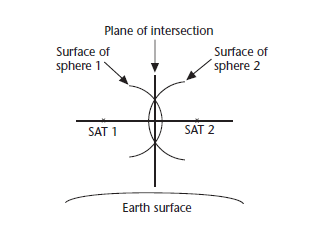 Plane of intersection
Surface of
sphere 1
Surface of
sphere 2
SAT 1
SAT 2
Earth surface